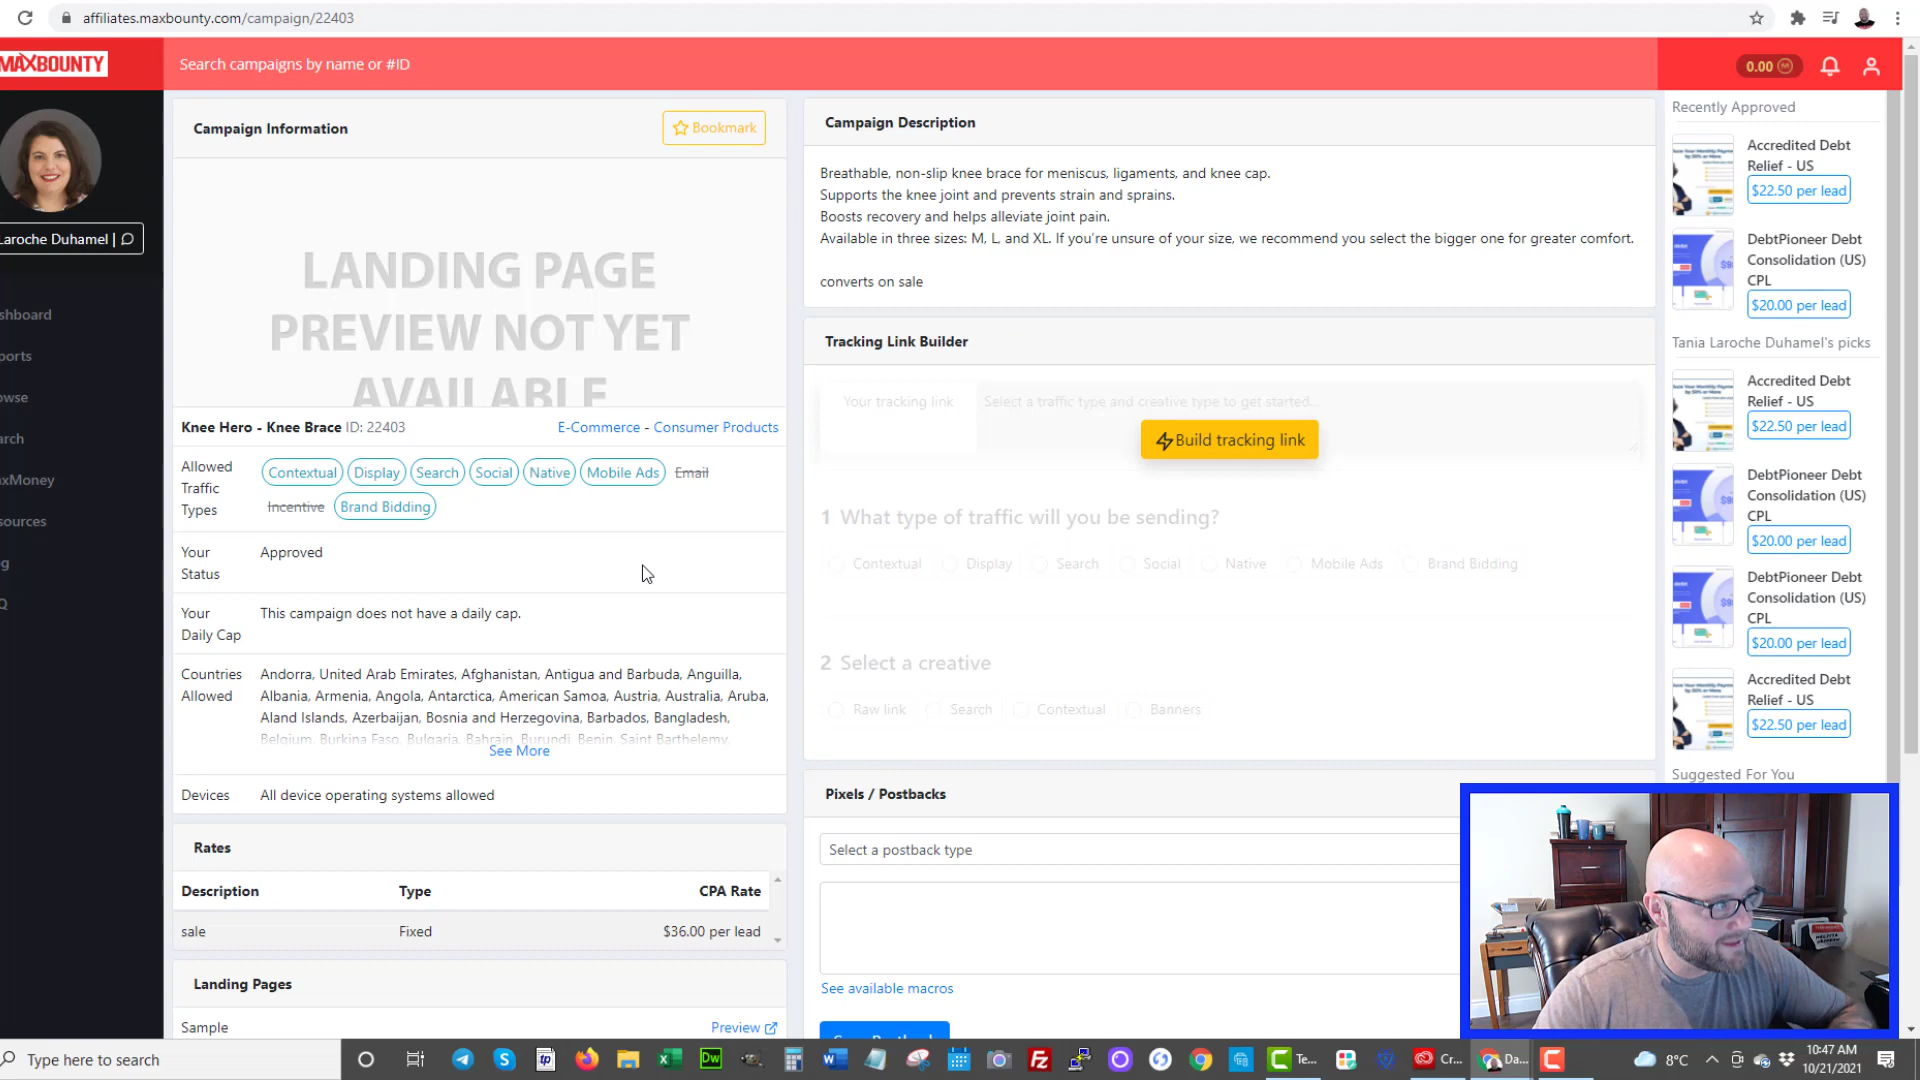 affiliates.maxbounty.com/campaign/22403
MAXBOUNTY
Search campaigns by name or #ID
0.00
Laroche Duhamel |
shboard
ports
wse
arch
xMoney
sources
g
Q
Campaign Information
Bookmark
LANDING PAGE
PREVIEW NOT YET
AVAILABLE
Knee Hero - Knee Brace ID: 22403
E-Commerce - Consumer Products
Allowed Traffic Types
Contextual Display Search Social Native Mobile Ads Email
Incentive Brand Bidding
Your Status
Approved
Your Daily Cap
This campaign does not have a daily cap.
Countries Allowed
Andorra, United Arab Emirates, Afghanistan, Antigua and Barbuda, Anguilla,
Albania, Armenia, Angola, Antarctica, American Samoa, Austria, Australia, Aruba,
Aland Islands, Azerbaijan, Bosnia and Herzegovina, Barbados, Bangladesh,
Belgium, Burkina Faso, Bulgaria, Bahrain, Burundi, Benin, Saint Barthelemy,
See More
Devices
All device operating systems allowed
Rates
Description Type CPA Rate
sale Fixed $36.00 per lead
Landing Pages
Sample Preview
Campaign Description
Breathable, non-slip knee brace for meniscus, ligaments, and knee cap.
Supports the knee joint and prevents strain and sprains.
Boosts recovery and helps alleviate joint pain.
Available in three sizes: M, L, and XL. If you're unsure of your size, we recommend you select the bigger one for greater comfort.
converts on sale
Tracking Link Builder
Your tracking link
Select a traffic type and creative type to get started...
Build tracking link
1 What type of traffic will you be sending?
Contextual Display Search Social Native Mobile Ads Brand Bidding
2 Select a creative
Raw link Search Contextual Banners
Pixels / Postbacks
Select a postback type
See available macros
Recently Approved
Accredited Debt
Relief - US
$22.50 per lead
DebtPioneer Debt
Consolidation (US)
CPL
$20.00 per lead
Tania Laroche Duhamel's picks
Accredited Debt
Relief - US
$22.50 per lead
DebtPioneer Debt
Consolidation (US)
CPL
$20.00 per lead
DebtPioneer Debt
Consolidation (US)
CPL
$20.00 per lead
Accredited Debt
Relief - US
$22.50 per lead
Suggested For You
Type here to search
Te...
Cr...
Da...
8°C
10:47 AM
10/21/2021